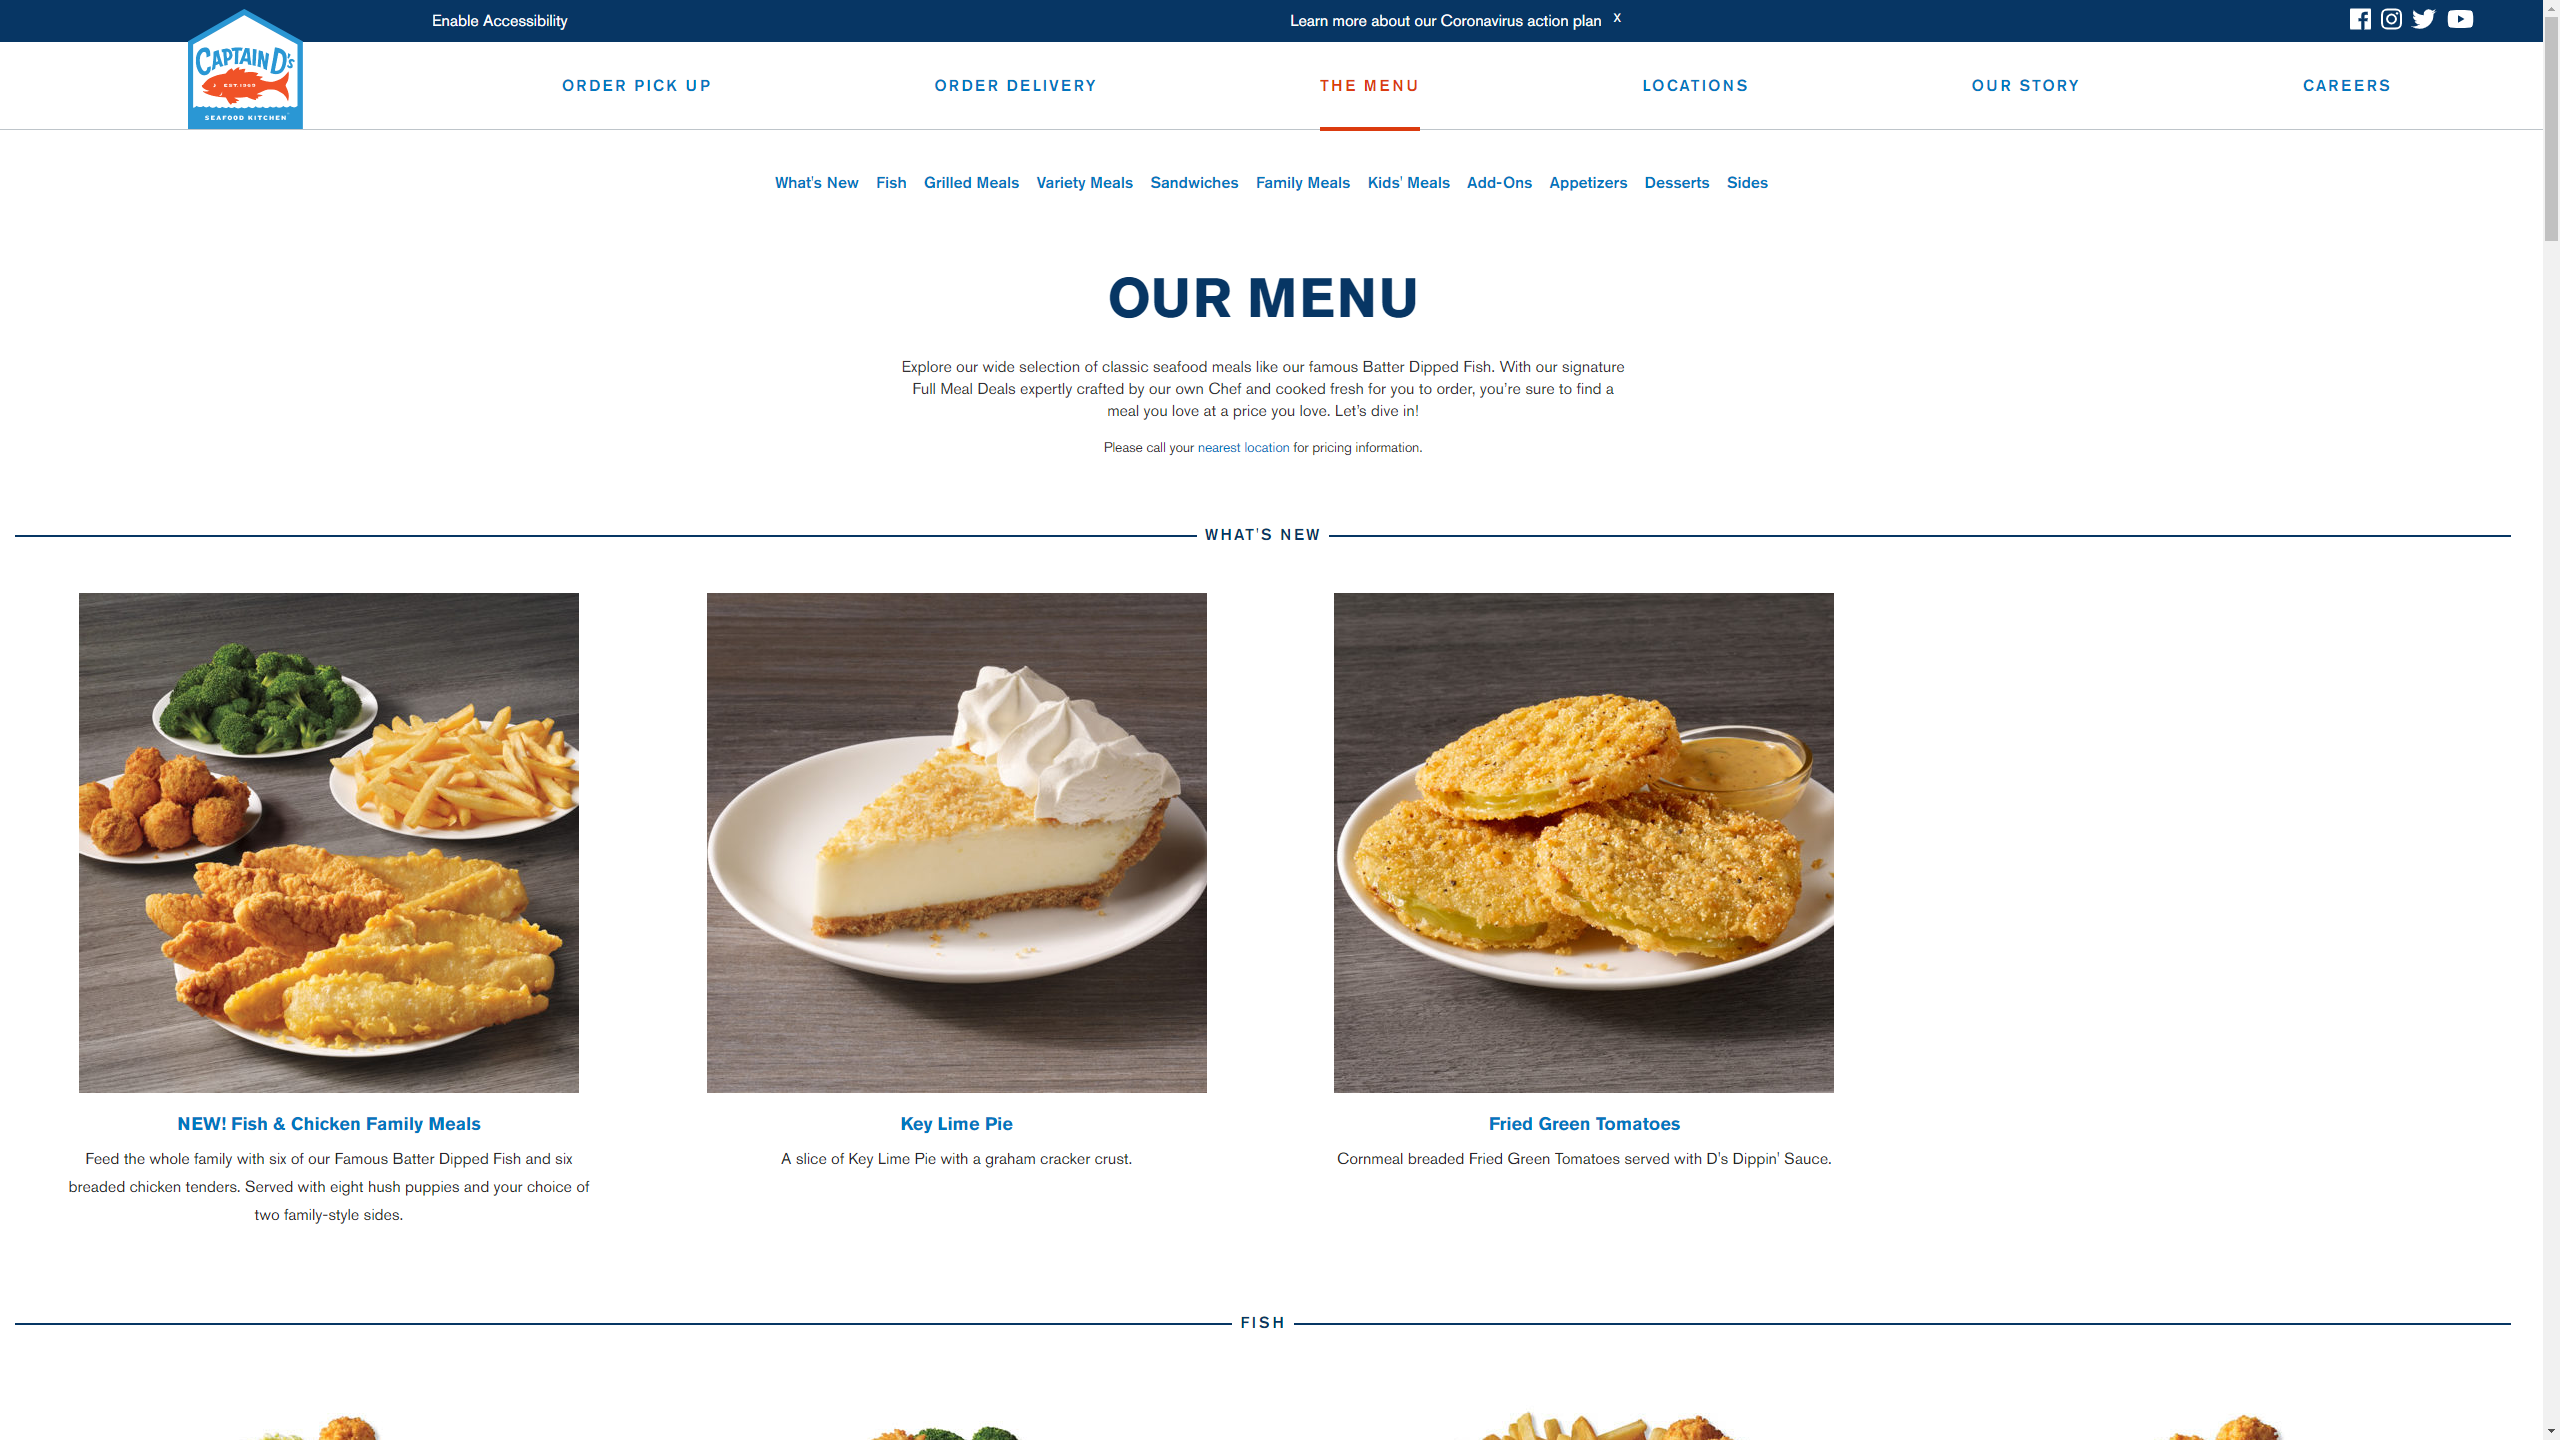 Enable Accessibility
Learn more about our Coronavirus action plan X
CAPTAIN D's
EST. 1969
SEAFOOD KITCHEN
ORDER PICK UP
ORDER DELIVERY
THE MENU
LOCATIONS
OUR STORY
CAREERS
What's New Fish Grilled Meals Variety Meals Sandwiches Family Meals Kids' Meals Add-Ons Appetizers Desserts Sides
OUR MENU
Explore our wide selection of classic seafood meals like our famous Batter Dipped Fish. With our signature
Full Meal Deals expertly crafted by our own Chef and cooked fresh for you to order, you're sure to find a
meal you love at a price you love. Let's dive in!
Please call your nearest location for pricing information.
WHAT'S NEW
NEW! Fish & Chicken Family Meals
Feed the whole family with six of our Famous Batter Dipped Fish and six
breaded chicken tenders. Served with eight hush puppies and your choice of
two family-style sides.
Key Lime Pie
A slice of Key Lime Pie with a graham cracker crust.
Fried Green Tomatoes
Cornmeal breaded Fried Green Tomatoes served with D's Dippin' Sauce.
FISH